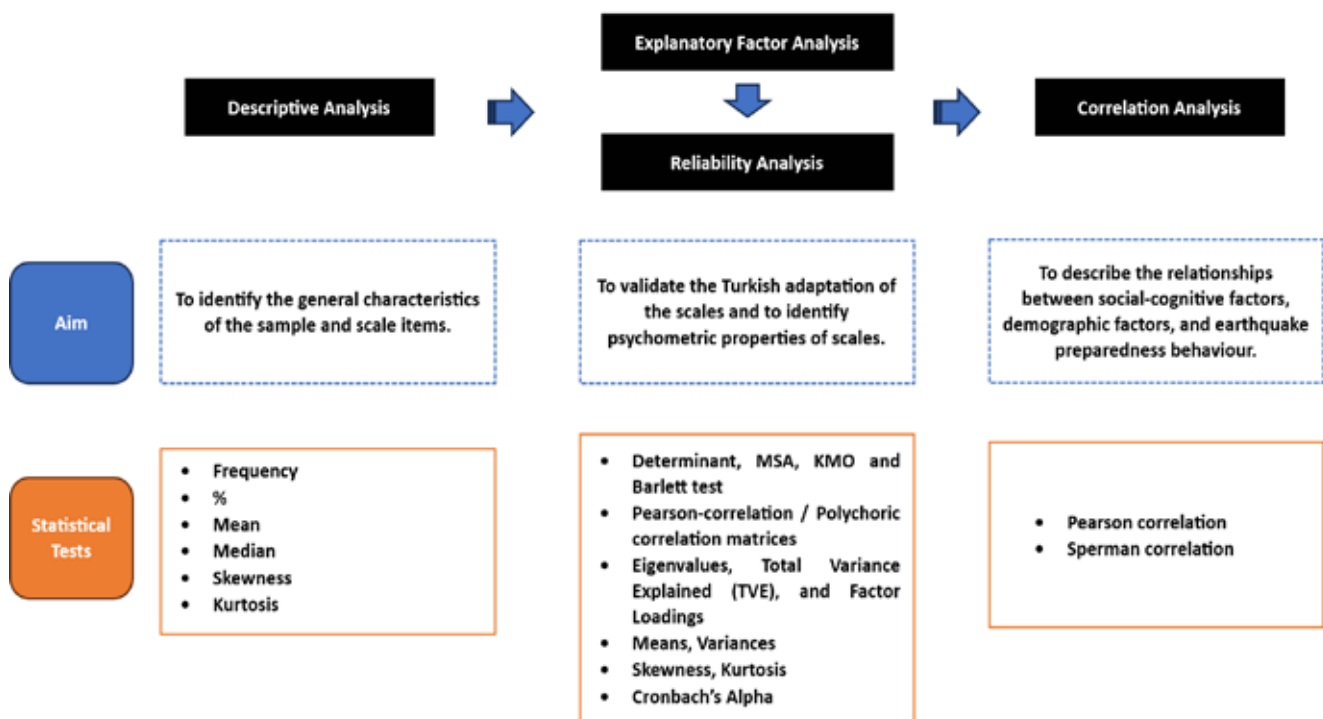 Explanatory Factor Analysis
Descriptive Analysis
Correlation Analysis
Reliability Analysis
Aim
To identify the general characteristics
of the sample and scale items.
To validate the Turkish adaptation of
the scales and to identify
psychometric properties of scales.
To describe the relationships
between social-cognitive factors,
demographic factors, and earthquake
preparedness behaviour.
Statistical
Tests
• Frequency
• %
• Mean
• Median
• Skewness
• Kurtosis
• Determinant, MSA, KMO and
Barlett test
• Pearson-correlation / Polychoric
correlation matrices
• Eigenvalues, Total Variance
Explained (TVE), and Factor
Loadings
• Means, Variances
• Skewness, Kurtosis
• Cronbach's Alpha
• Pearson correlation
• Sperman correlation